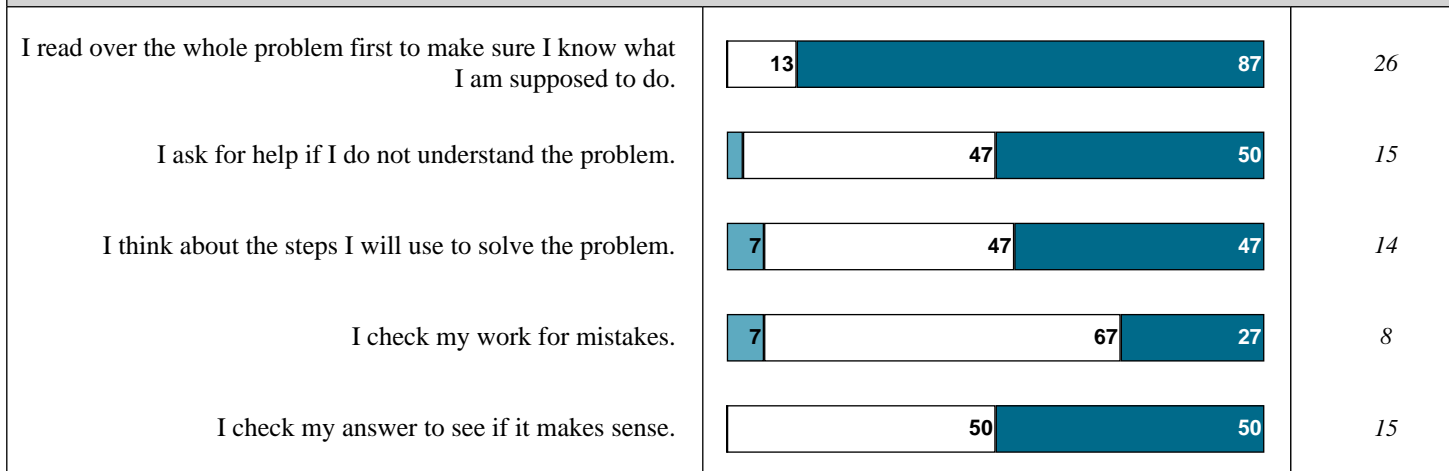 I read over the whole problem first to make sure I know what
I am supposed to do.
13 87 26
I ask for help if I do not understand the problem.
47 50 15
I think about the steps I will use to solve the problem.
7 47 47 14
I check my work for mistakes.
7 67 27 8
I check my answer to see if it makes sense.
50 50 15